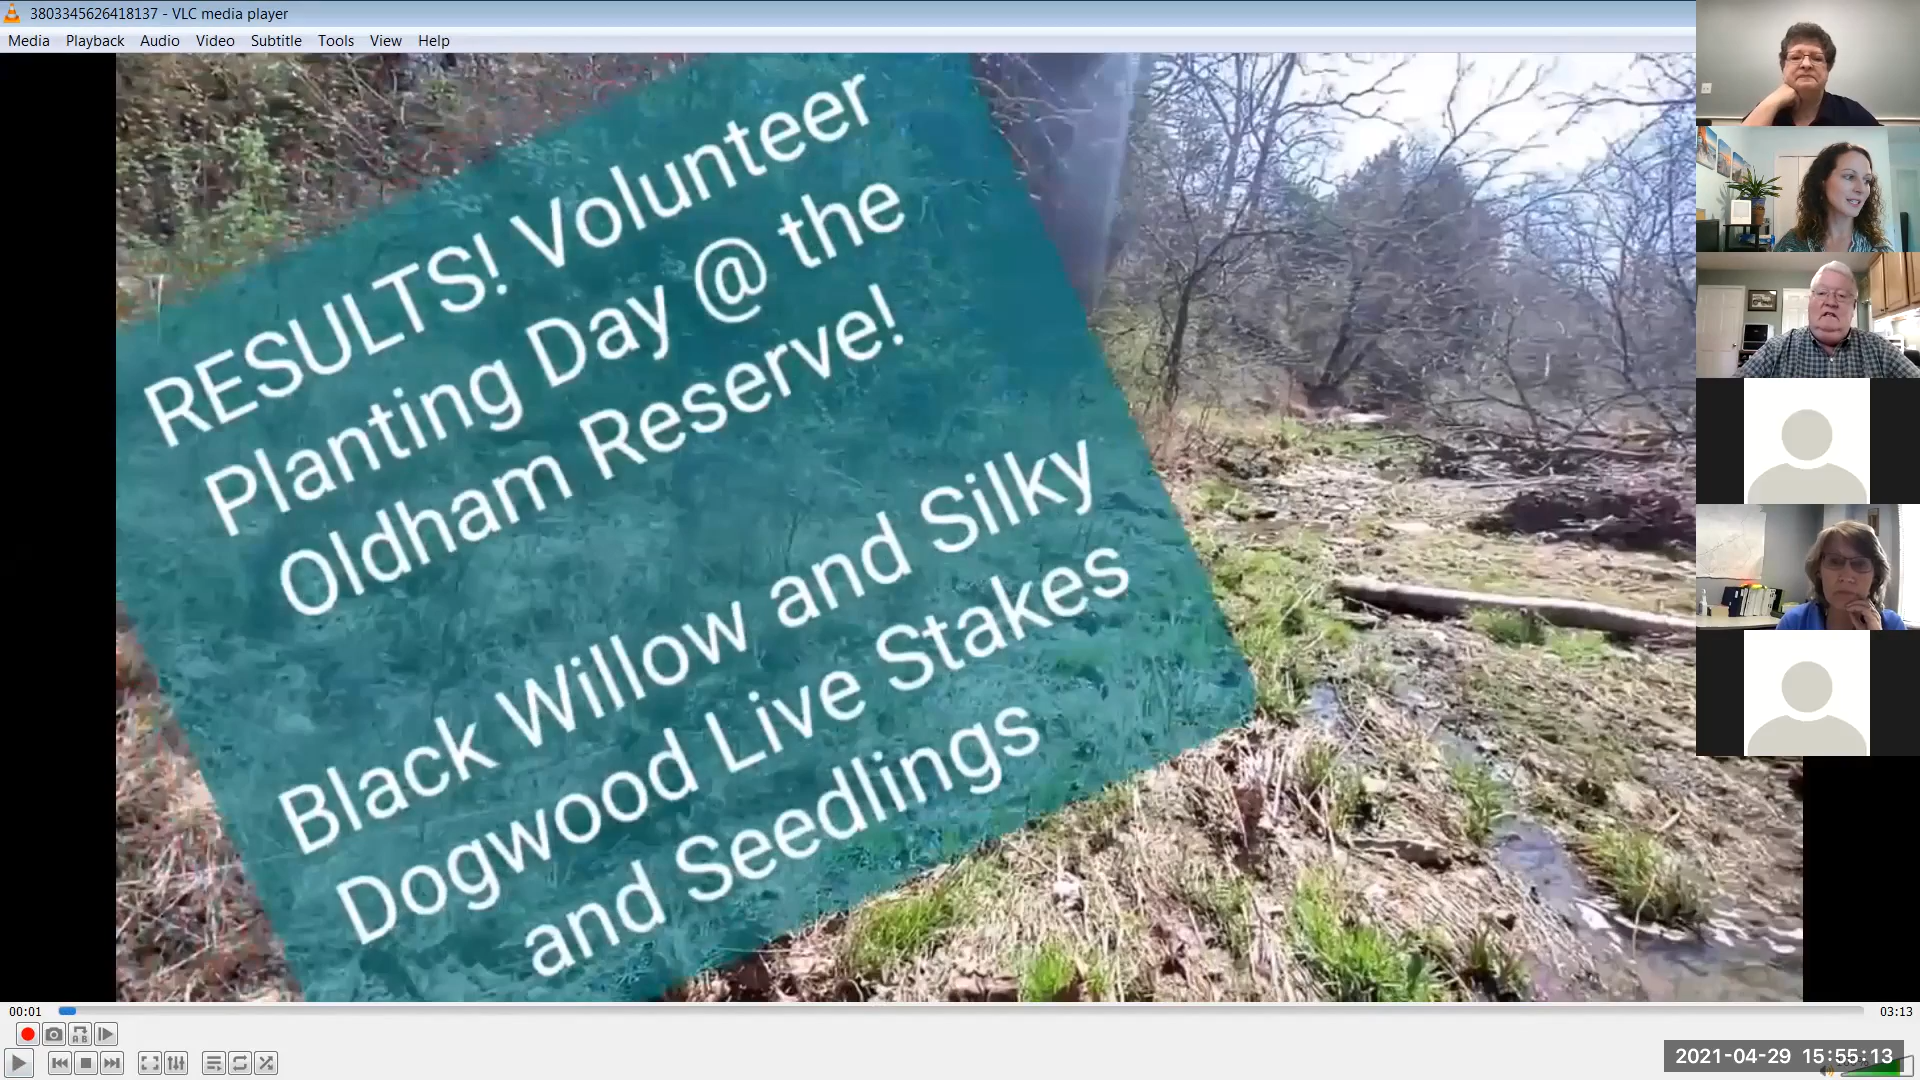 3803345626418137 - VLC media player
Media Playback Audio Video Subtitle Tools View Help
RESULTS! Volunteer
Planting Day @ the
Oldham Reserve!
Black Willow and Silky
Dogwood Live Stakes
and Seedlings
00:01
03:13
2021-04-29 15:55:13